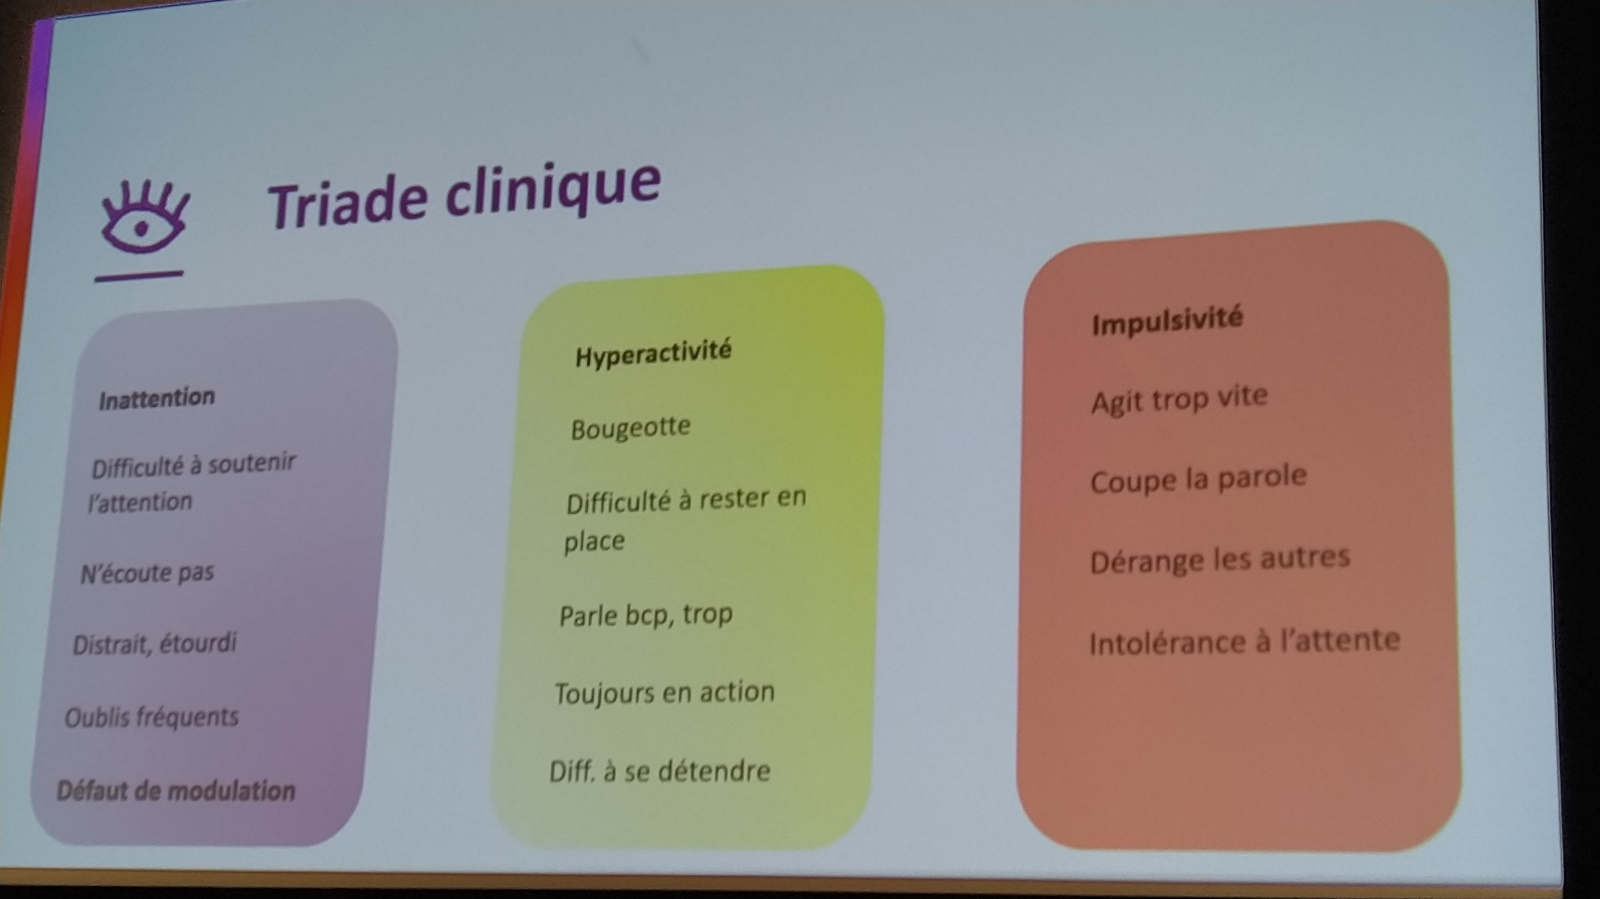 Triade clinique
Inattention
Difficulté à soutenir
l'attention
N'écoute pas
Distrait, étourdi
Oublis fréquents
Défaut de modulation
Hyperactivité
Bougeotte
Difficulté à rester en
place
Parle bcp, trop
Toujours en action
Diff. à se détendre
Impulsivité
Agit trop vite
Coupe la parole
Dérange les autres
Intolérance à l'attente